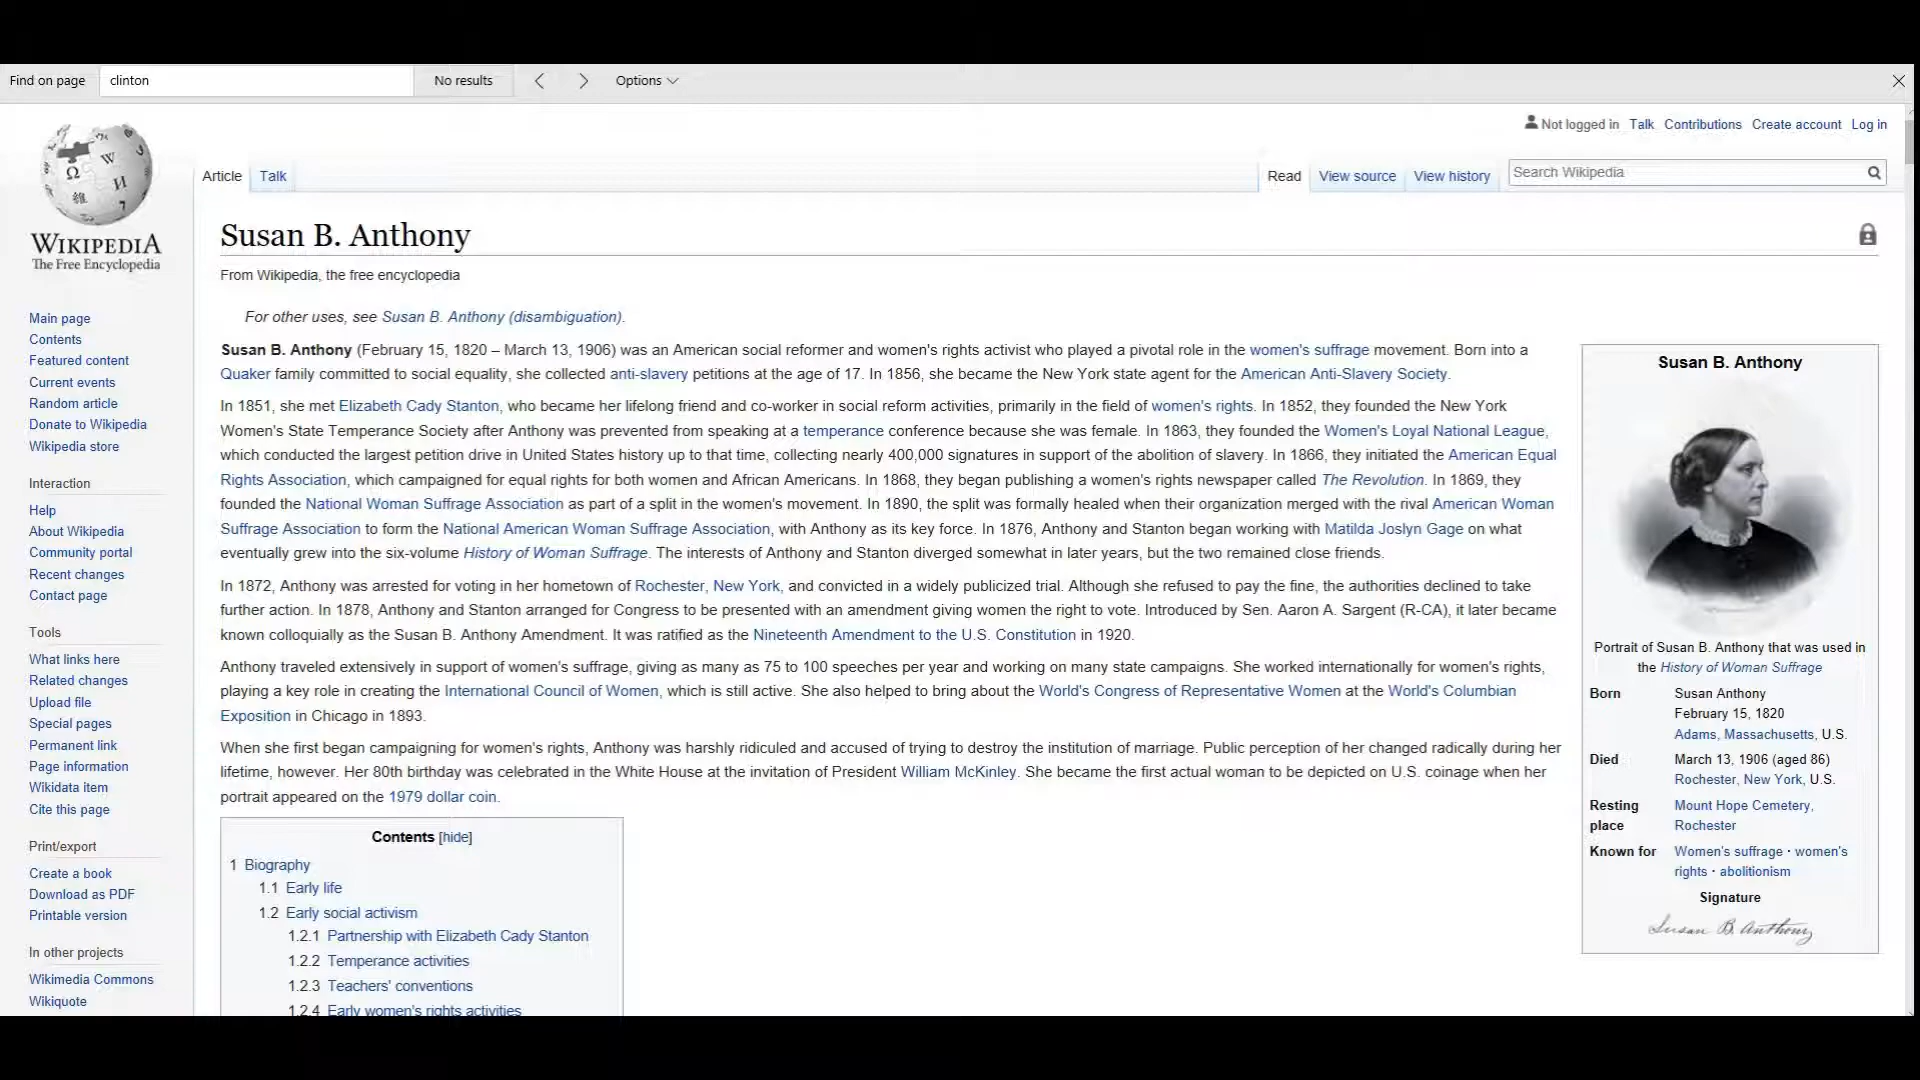 Find on page
clinton
No results
Options
Not logged in Talk Contributions Create account Log in
Article Talk
Read View source View history
Search Wikipedia
WIKIPEDIA
The Free Encyclopedia
Main page
Contents
Featured content
Current events
Random article
Donate to Wikipedia
Wikipedia store
Interaction
Help
About Wikipedia
Community portal
Recent changes
Contact page
Tools
What links here
Related changes
Upload file
Special pages
Permanent link
Page information
Wikidata item
Cite this page
Print/export
Create a book
Download as PDF
Printable version
In other projects
Wikimedia Commons
Wikiquote
Susan B. Anthony
From Wikipedia, the free encyclopedia
For other uses, see Susan B. Anthony (disambiguation).
Susan B. Anthony (February 15, 1820 – March 13, 1906) was an American social reformer and women's rights activist who played a pivotal role in the women's suffrage movement. Born into a
Quaker family committed to social equality, she collected anti-slavery petitions at the age of 17. In 1856, she became the New York state agent for the American Anti-Slavery Society.
In 1851, she met Elizabeth Cady Stanton, who became her lifelong friend and co-worker in social reform activities, primarily in the field of women's rights. In 1852, they founded the New York
Women's State Temperance Society after Anthony was prevented from speaking at a temperance conference because she was female. In 1863, they founded the Women's Loyal National League,
which conducted the largest petition drive in United States history up to that time, collecting nearly 400,000 signatures in support of the abolition of slavery. In 1866, they initiated the American Equal
Rights Association, which campaigned for equal rights for both women and African Americans. In 1868, they began publishing a women's rights newspaper called The Revolution. In 1869, they
founded the National Woman Suffrage Association as part of a split in the women's movement. In 1890, the split was formally healed when their organization merged with the rival American Woman
Suffrage Association to form the National American Woman Suffrage Association, with Anthony as its key force. In 1876, Anthony and Stanton began working with Matilda Joslyn Gage on what
eventually grew into the six-volume History of Woman Suffrage. The interests of Anthony and Stanton diverged somewhat in later years, but the two remained close friends.
In 1872, Anthony was arrested for voting in her hometown of Rochester, New York, and convicted in a widely publicized trial. Although she refused to pay the fine, the authorities declined to take
further action. In 1878, Anthony and Stanton arranged for Congress to be presented with an amendment giving women the right to vote. Introduced by Sen. Aaron A. Sargent (R-CA), it later became
known colloquially as the Susan B. Anthony Amendment. It was ratified as the Nineteenth Amendment to the U.S. Constitution in 1920.
Anthony traveled extensively in support of women's suffrage, giving as many as 75 to 100 speeches per year and working on many state campaigns. She worked internationally for women's rights,
playing a key role in creating the International Council of Women, which is still active. She also helped to bring about the World's Congress of Representative Women at the World's Columbian
Exposition in Chicago in 1893.
When she first began campaigning for women's rights, Anthony was harshly ridiculed and accused of trying to destroy the institution of marriage. Public perception of her changed radically during her
lifetime, however. Her 80th birthday was celebrated in the White House at the invitation of President William McKinley. She became the first actual woman to be depicted on U.S. coinage when her
portrait appeared on the 1979 dollar coin.
Contents [hide]
1 Biography
1.1 Early life
1.2 Early social activism
1.2.1 Partnership with Elizabeth Cady Stanton
1.2.2 Temperance activities
1.2.3 Teachers' conventions
1.2.4 Early women's rights activities
Susan B. Anthony
Portrait of Susan B. Anthony that was used in
the History of Woman Suffrage
Born Susan Anthony
February 15, 1820
Adams, Massachusetts, U.S.
Died March 13, 1906 (aged 86)
Rochester, New York, U.S.
Resting Mount Hope Cemetery,
place Rochester
Known for Women's suffrage · women's
rights · abolitionism
Signature
Susan B. Anthony